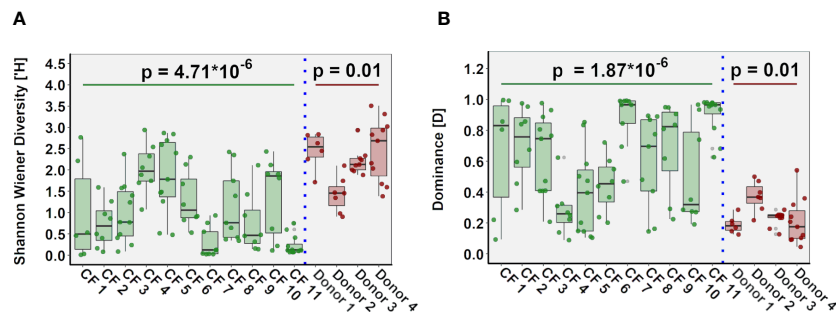 A
p = 4.71*10^-6
p = 0.01
Shannon Wiener Diversity ['H]
4.5
4.0
3.5
3.0
2.5
2.0
1.5
1.0
0.5
0.0
CF 1
CF 2
CF 3
CF 4
CF 5
CF 6
CF 7
CF 8
CF 9
CF 10
CF 11
Donor 1
Donor 2
Donor 3
Donor 4
B
p = 1.87*10^-6
p = 0.01
Dominance [D]
1.2
1.0
0.8
0.6
0.4
0.2
0.0
CF 1
CF 2
CF 3
CF 4
CF 5
CF 6
CF 7
CF 8
CF 9
CF 10
CF 11
Donor 1
Donor 2
Donor 3
Donor 4